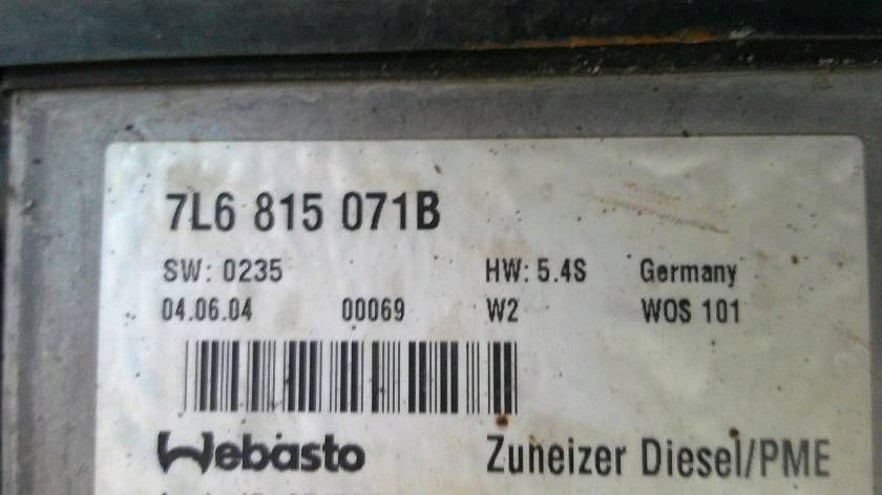 7L6 815 071B
SW: 0235 HW: 5.4S Germany
04.06.04 00069 W2 WOS 101
Webasto Zuheizer Diesel/PME